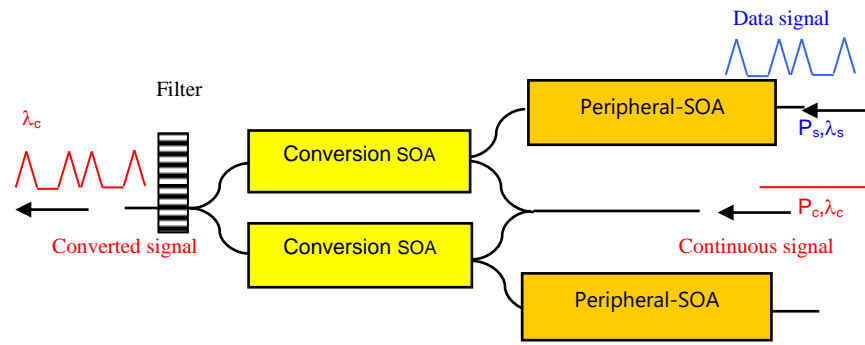 Data signal
Filter
Peripheral-SOA
λc
Ps,λs
Conversion SOA
Pc,λc
Converted signal
Conversion SOA
Continuous signal
Peripheral-SOA